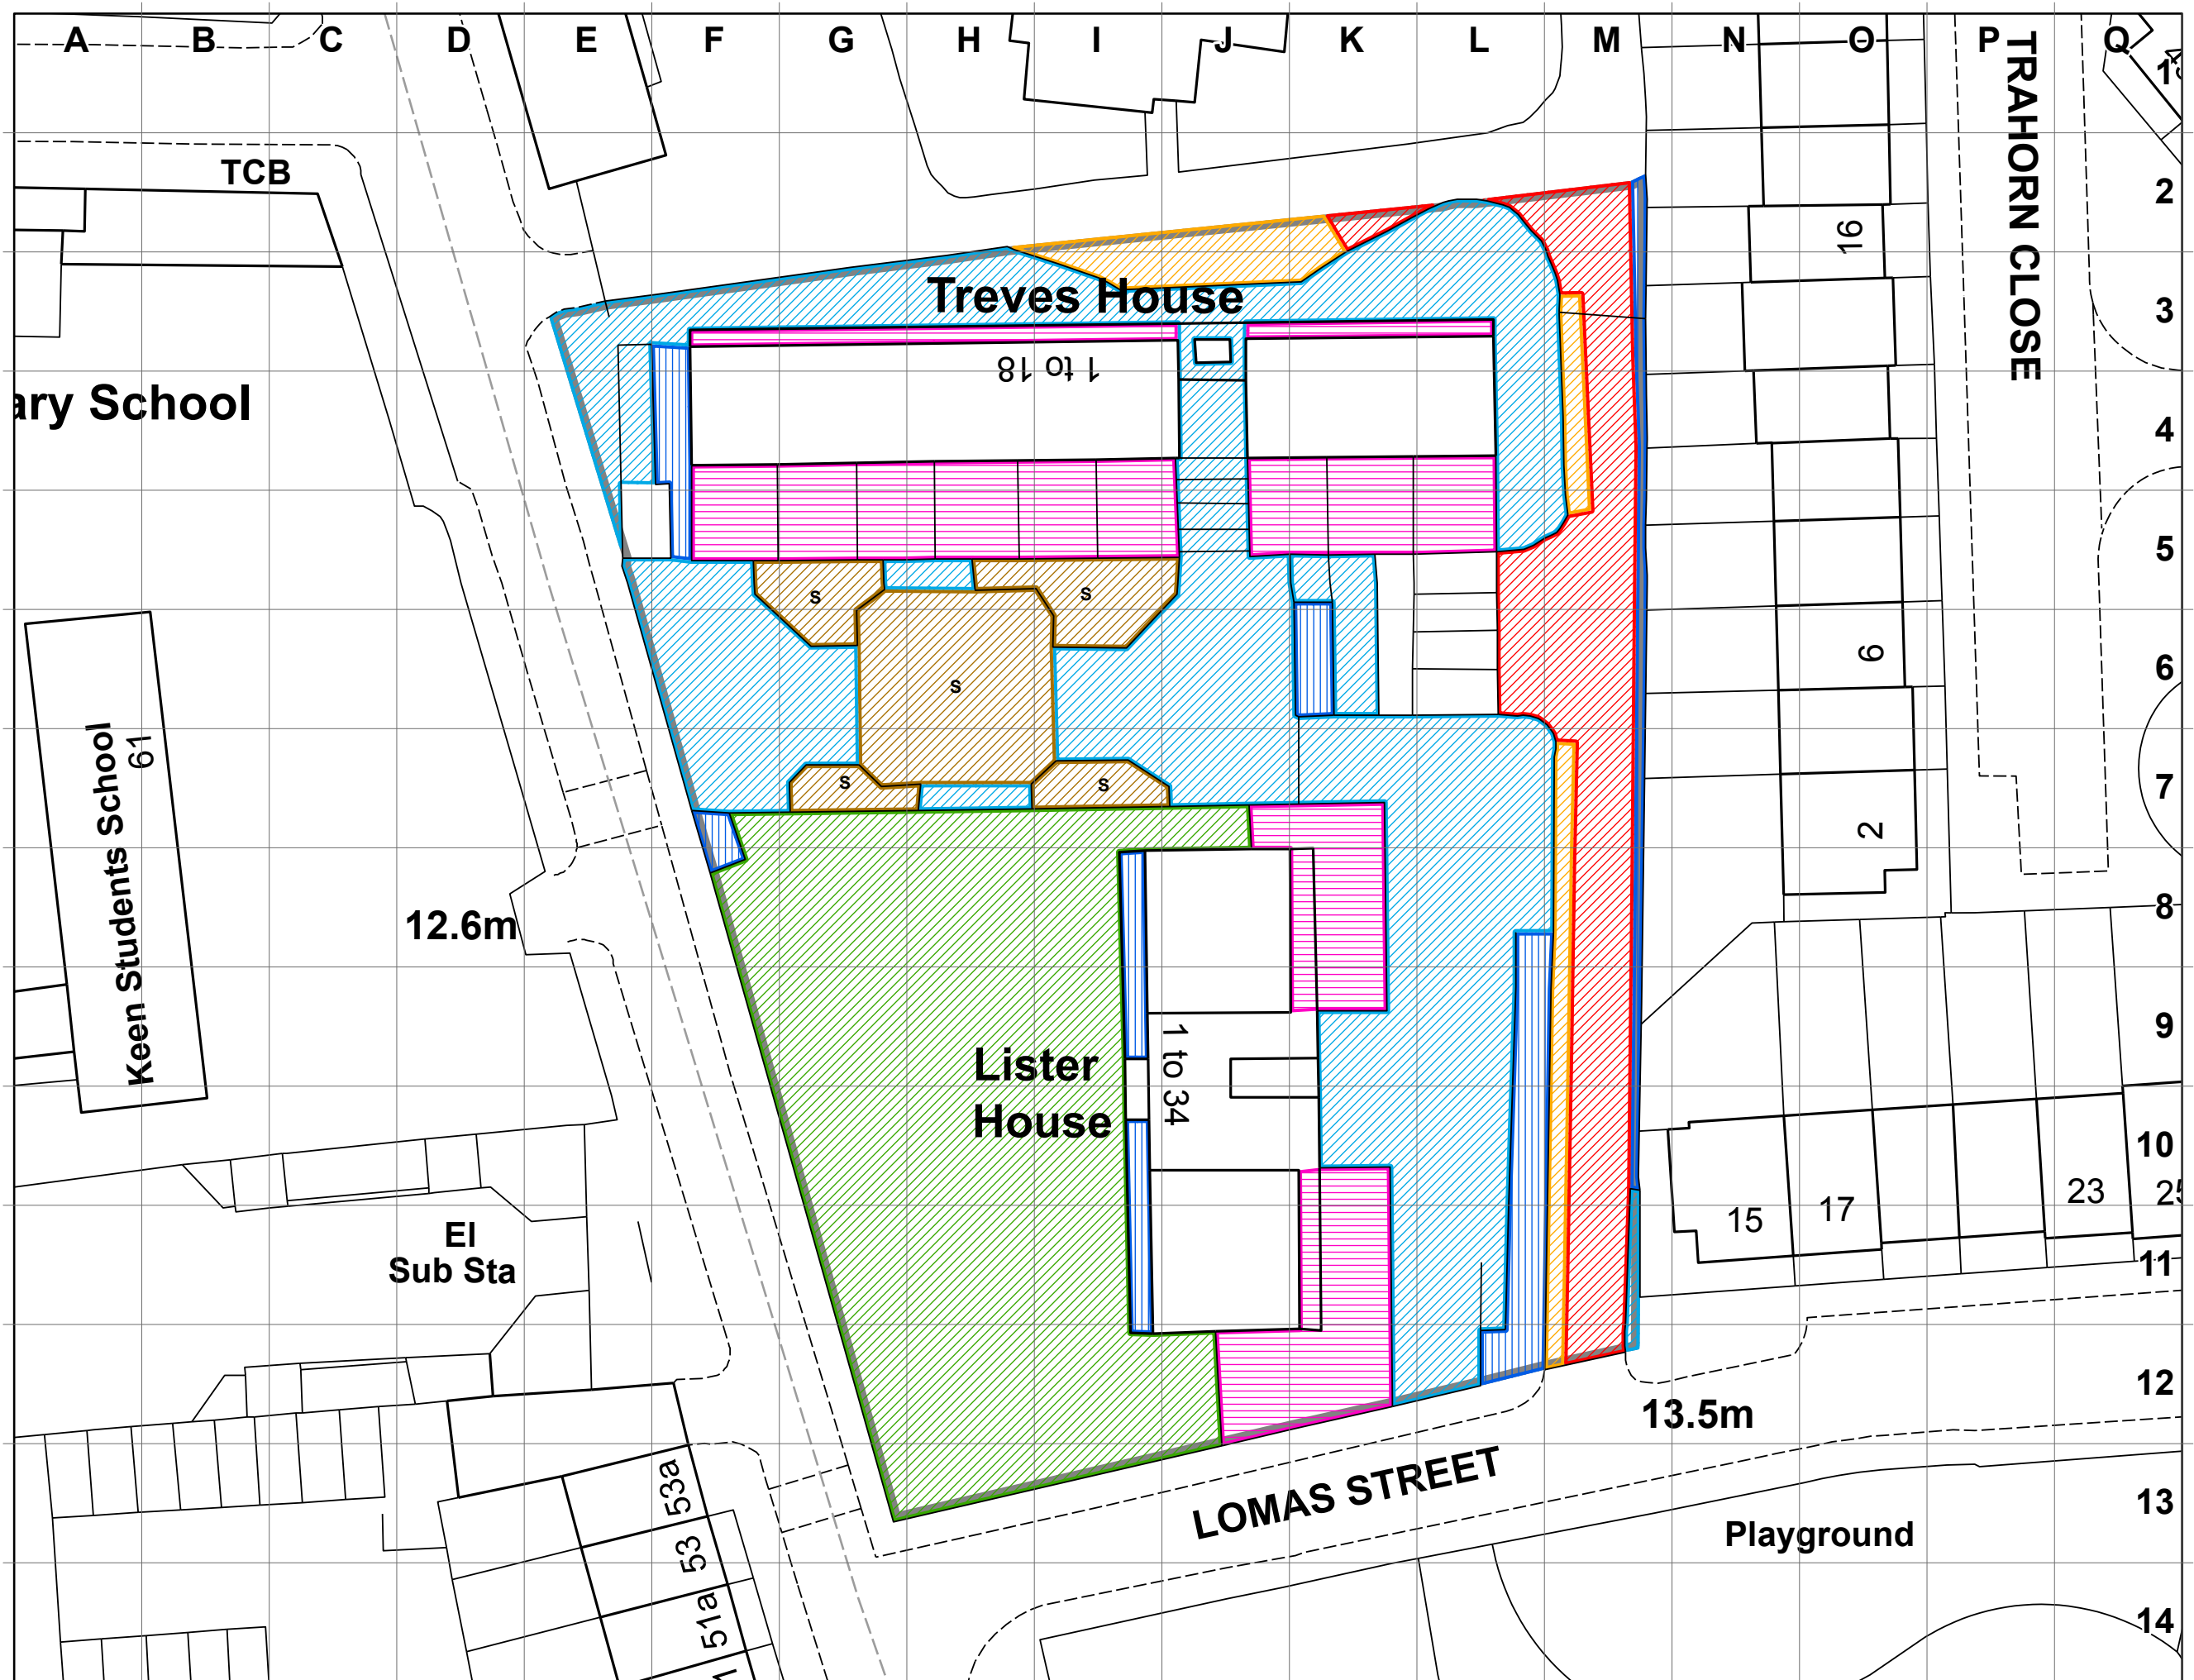 A B C D E F G H I J K L M N O P Q
1
TRAHORN CLOSE
TCB
2
16
Treves House
3
1 to 18
ary School
4
5
s
s
6
6
s
61
Keen Students School
s
s
7
2
8
12.6m
9
Lister
House
1 to 34
10
15
17
23
25
El
Sub Sta
11
12
13.5m
LOMAS STREET
53a
13
Playground
53
51a
14